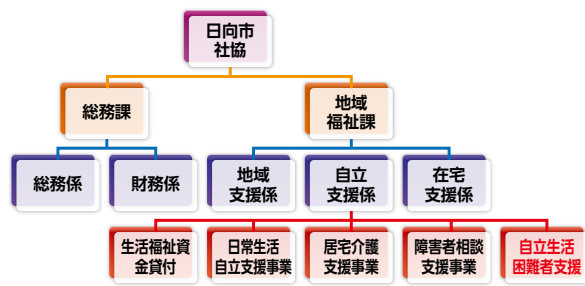 日向市
社協
総務課
地域
福祉課
総務係
財務係
地域
支援係
自立
支援係
在宅
支援係
生活福祉資
金貸付
日常生活
自立支援事業
居宅介護
支援事業
障害者相談
支援事業
自立生活
困難者支援